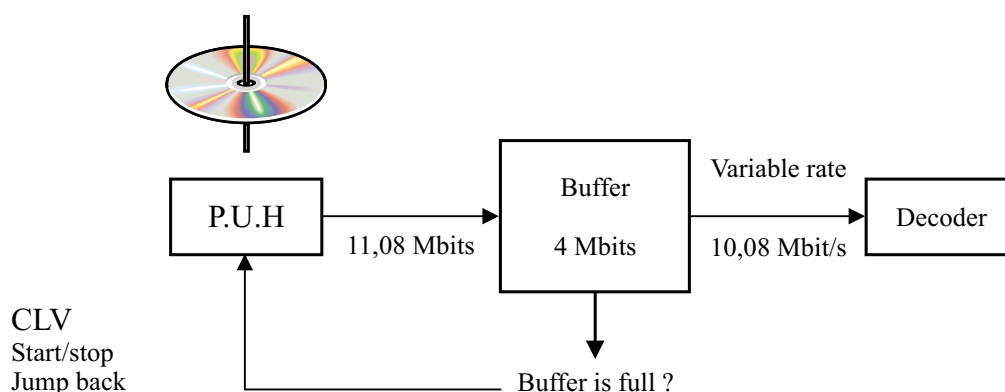 P.U.H
11,08 Mbits
Buffer
4 Mbits
Variable rate
10,08 Mbit/s
Decoder
CLV
Start/stop
Jump back
Buffer is full ?